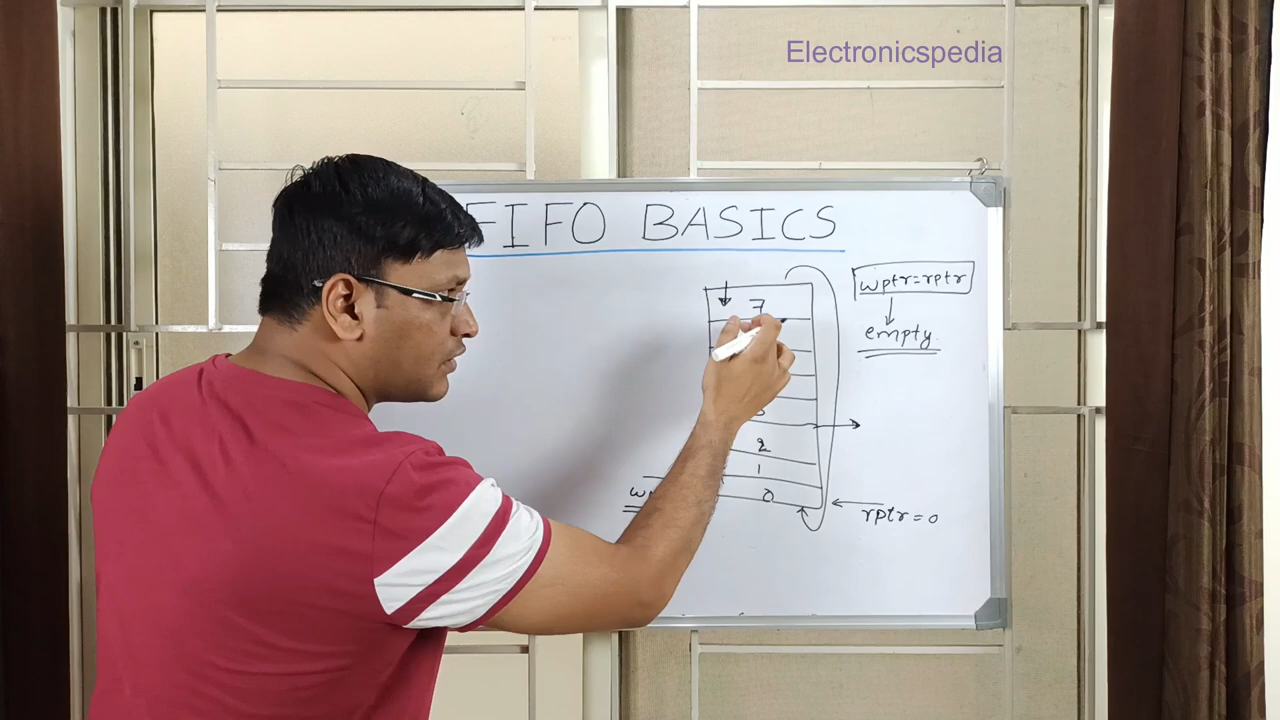 Electronicspedia
FIFO BASICS
wptr=rptr
empty
7
2
1
0
rptr=0